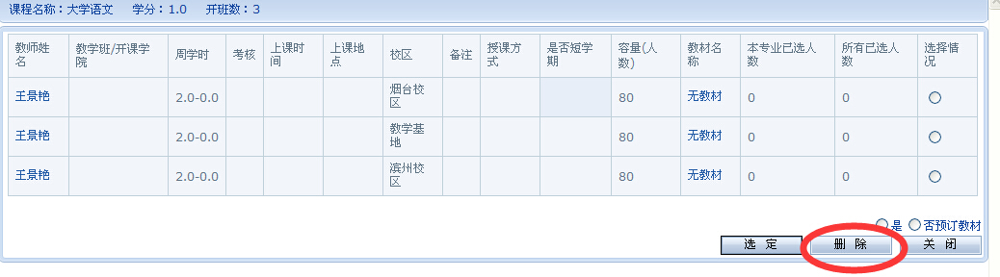 课程名称：大学语文 学分：1.0 开班数：3
教师姓名 教学班/开课学院 周学时 考核 上课时间 上课地点 校区 备注 授课方式 是否短学期 容量(人数) 教材名称 本专业已选人数 所有已选人数 选择情况
王景艳 2.0-0.0 烟台校区 80 无教材 0 0
王景艳 2.0-0.0 教学基地 80 无教材 0 0
王景艳 2.0-0.0 滨州校区 80 无教材 0 0
是 否预订教材
选 定 删 除 关 闭